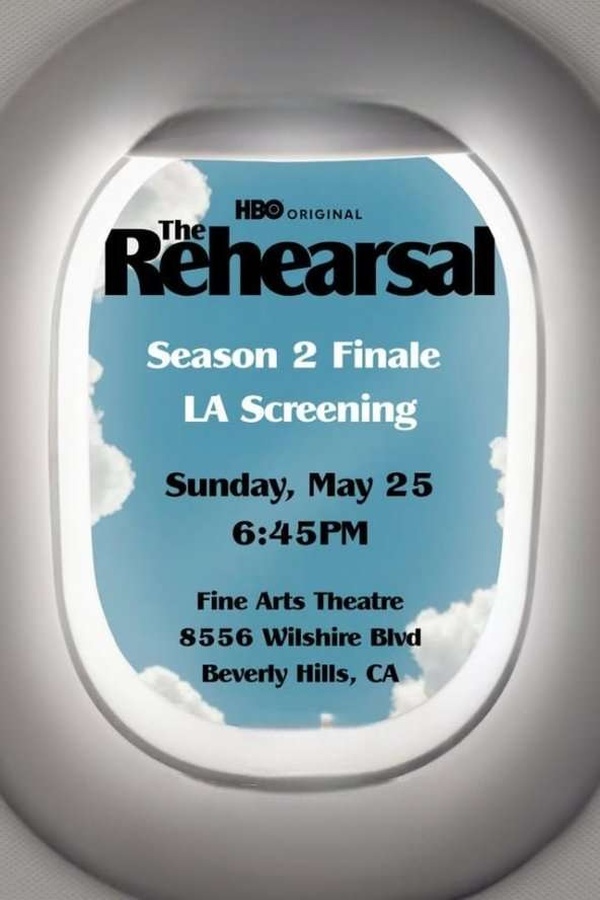 HBO ORIGINAL
The
Rehearsal
Season 2 Finale
LA Screening
Sunday, May 25
6:45PM
Fine Arts Theatre
8556 Wilshire Blvd
Beverly Hills, CA